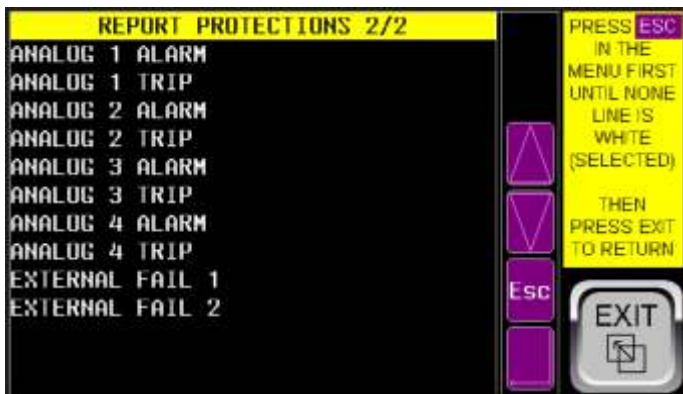 REPORT PROTECTIONS 2/2
ANALOG 1 ALARM
ANALOG 1 TRIP
ANALOG 2 ALARM
ANALOG 2 TRIP
ANALOG 3 ALARM
ANALOG 3 TRIP
ANALOG 4 ALARM
ANALOG 4 TRIP
EXTERNAL FAIL 1
EXTERNAL FAIL 2
Esc
PRESS ESC
IN THE
MENU FIRST
UNTIL NONE
LINE IS
WHITE
(SELECTED)
THEN
PRESS EXIT
TO RETURN
EXIT